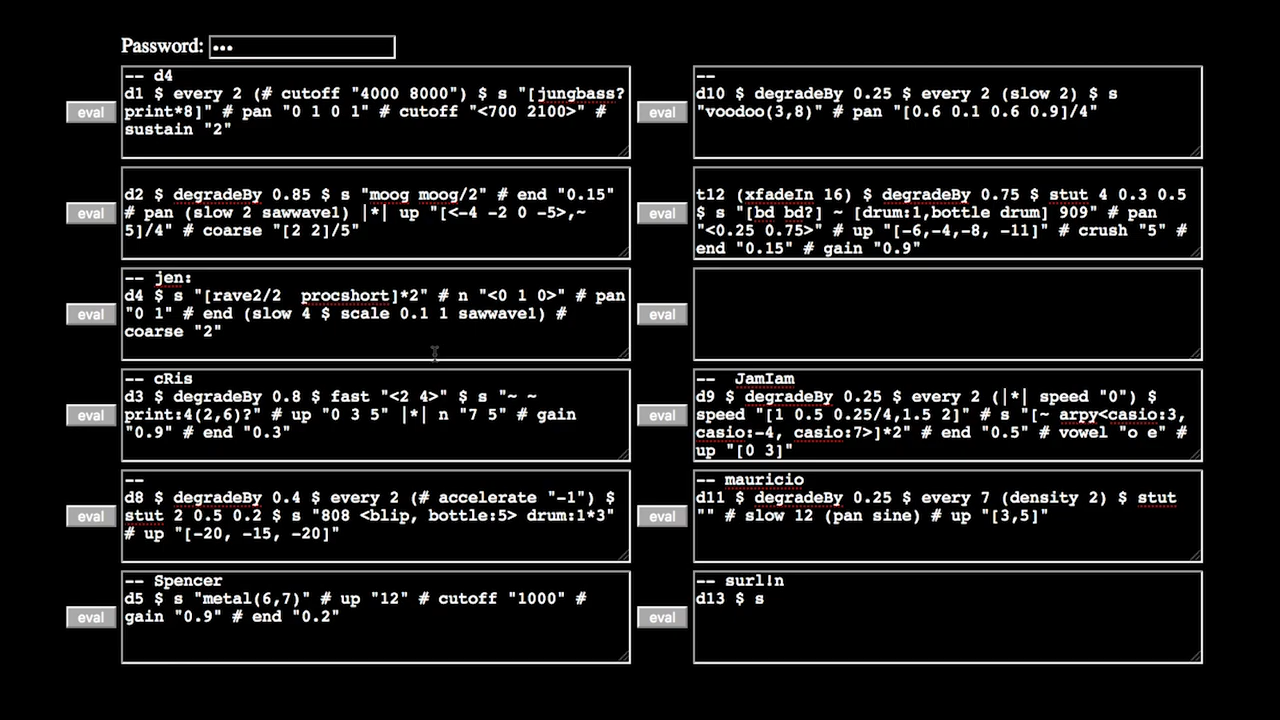 Password: •••
eval
-- d4
d1 $ every 2 (# cutoff "4000 8000") $ s "[jungbass?
print*8]" # pan "0 1 0 1" # cutoff "<700 2100>" #
sustain "2"
eval
--
d10 $ degradeBy 0.25 $ every 2 (slow 2) $ s
"voodoo(3,8)" # pan "[0.6 0.1 0.6 0.9]/4"
eval
d2 $ degradeBy 0.85 $ s "moog moog/2" # end "0.15"
# pan (slow 2 sawwave1) |*| up "[<-4 -2 0 -5>,~
5]/4" # coarse "[2 2]/5"
eval
t12 (xfadeIn 16) $ degradeBy 0.75 $ stut 4 0.3 0.5
$ s "[bd bd?] ~ [drum:1,bottle drum] 909" # pan
"<0.25 0.75>" # up "[-6,-4,-8, -11]" # crush "5" #
end "0.15" # gain "0.9"
eval
-- jen:
d4 $ s "[rave2/2  procshort]*2" # n "<0 1 0>" # pan
"0 1" # end (slow 4 $ scale 0.1 1 sawwave1) #
coarse "2"
eval
eval
-- cRis
d3 $ degradeBy 0.8 $ fast "<2 4>" $ s "~ ~
print:4(2,6)?" # up "0 3 5" |*| n "7 5" # gain
"0.9" # end "0.3"
eval
--  JamIam
d9 $ degradeBy 0.25 $ every 2 (|*| speed "0") $
speed "[1 0.5 0.25/4,1.5 2]" # s "[~ arpy<casio:3,
casio:-4, casio:7>]*2" # end "0.5" # vowel "o e" #
up "[0 3]"
eval
--
d8 $ degradeBy 0.4 $ every 2 (# accelerate "-1") $
stut 2 0.5 0.2 $ s "808 <blip, bottle:5> drum:1*3"
# up "[-20, -15, -20]"
eval
-- mauricio
d11 $ degradeBy 0.25 $ every 7 (density 2) $ stut
"" # slow 12 (pan sine) # up "[3,5]"
eval
-- Spencer
d5 $ s "metal(6,7)" # up "12" # cutoff "1000" #
gain "0.9" # end "0.2"
eval
-- surl!n
d13 $ s